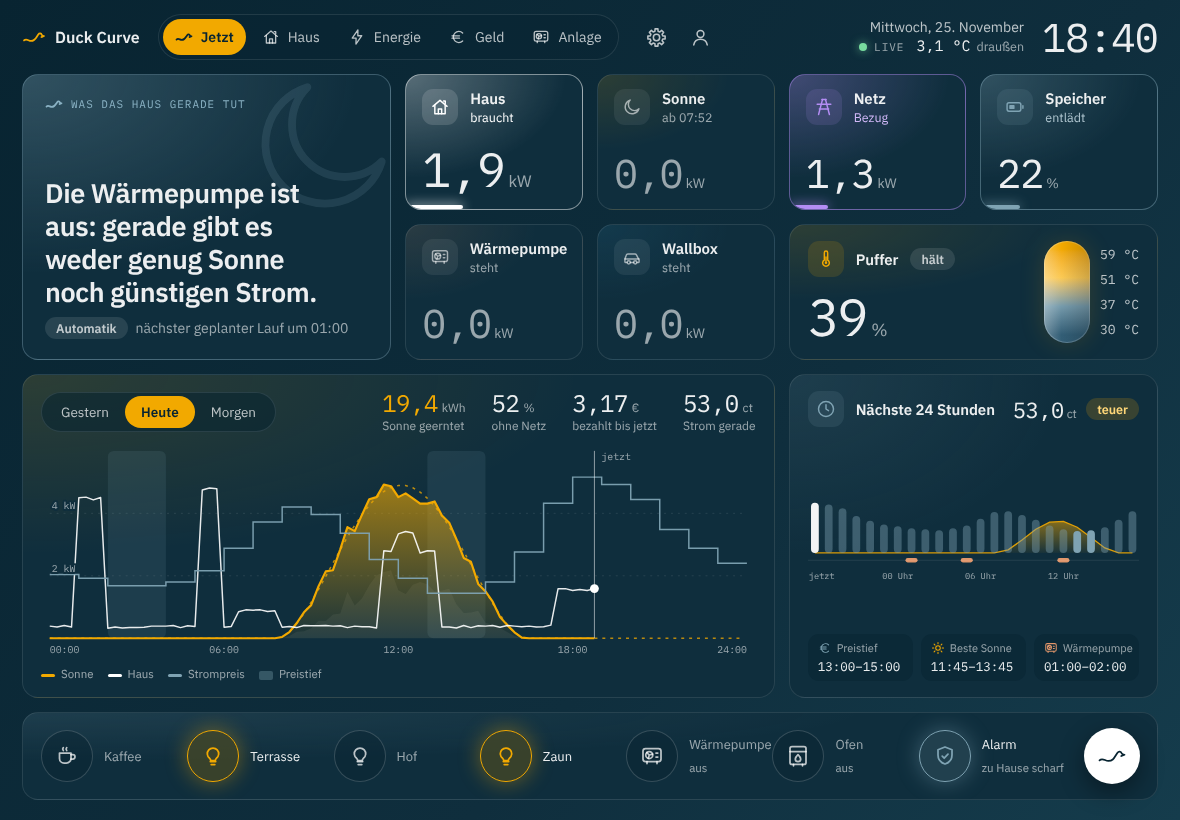 Duck Curve
Jetzt
Haus
Energie
Geld
Anlage
Mittwoch, 25. November
LIVE 3,1 °C draußen
18:40
WAS DAS HAUS GERADE TUT
Die Wärmepumpe ist
aus: gerade gibt es
weder genug Sonne
noch günstigen Strom.
Automatik nächster geplanter Lauf um 01:00
Haus
braucht
1,9 kW
Sonne
ab 07:52
0,0 kW
Netz
Bezug
1,3 kW
Speicher
entlädt
22 %
Wärmepumpe
steht
0,0 kW
Wallbox
steht
0,0 kW
Puffer hält
39 %
59 °C
51 °C
37 °C
30 °C
Gestern Heute Morgen
19,4 kWh
Sonne geerntet
52 %
ohne Netz
3,17 €
bezahlt bis jetzt
53,0 ct
Strom gerade
jetzt
4 kW
2 kW
00:00 06:00 12:00 18:00 24:00
Sonne Haus Strompreis Preistief
Nächste 24 Stunden 53,0 ct teuer
jetzt 00 Uhr 06 Uhr 12 Uhr
Preistief
13:00–15:00
Beste Sonne
11:45–13:45
Wärmepumpe
01:00–02:00
Kaffee
Terrasse
Hof
Zaun
Wärmepumpe
aus
Ofen
aus
Alarm
zu Hause scharf